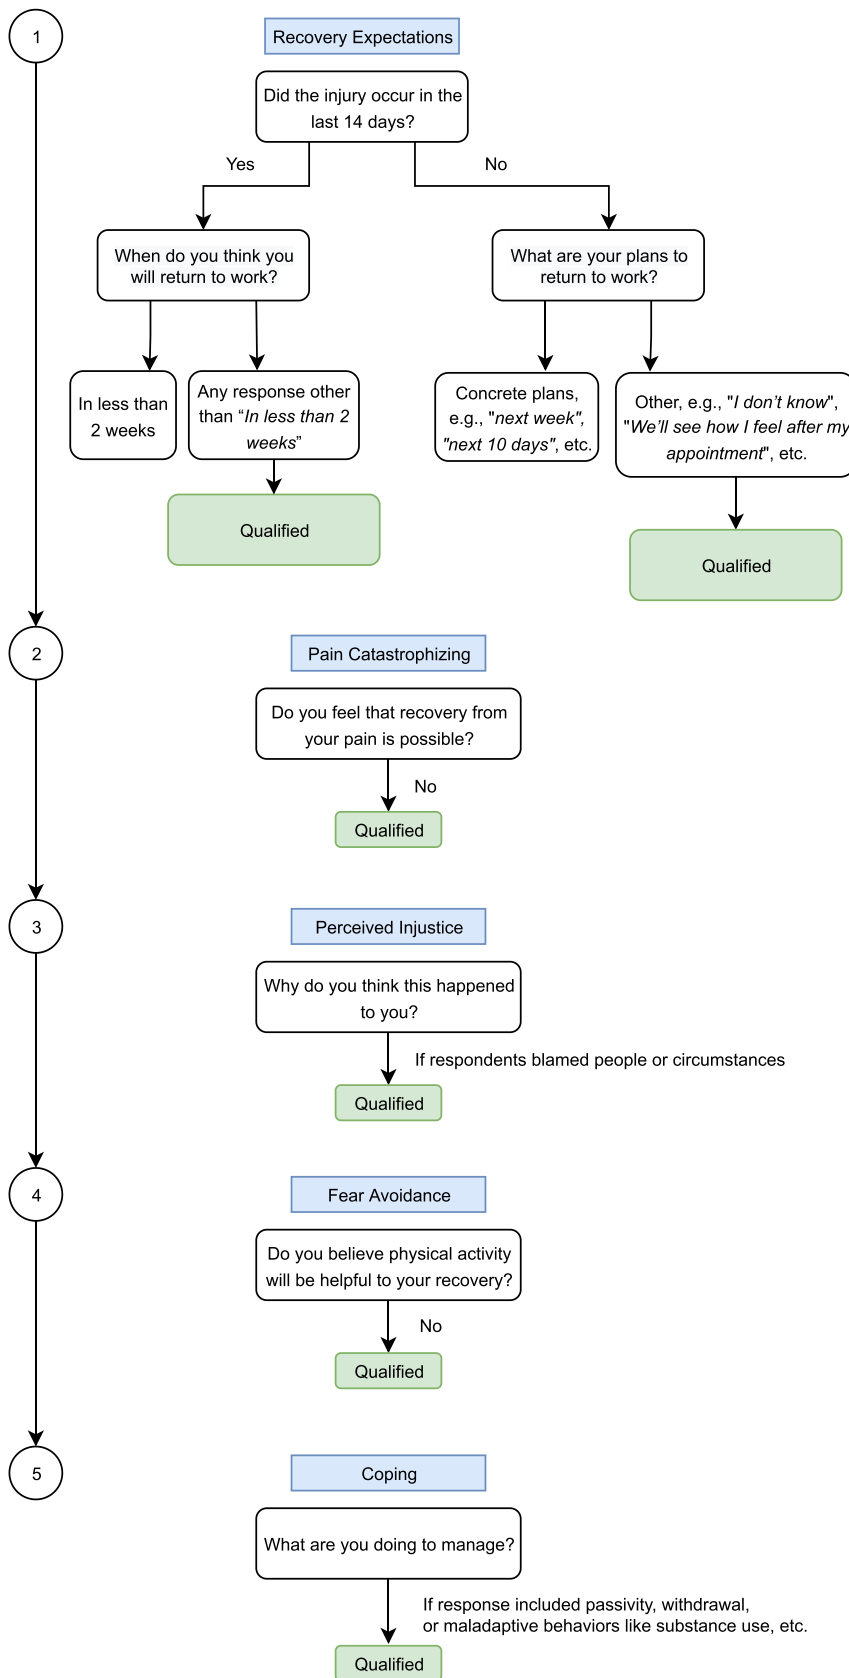 1
Recovery Expectations
Did the injury occur in the
last 14 days?
Yes
No
When do you think you
will return to work?
What are your plans to
return to work?
In less than
2 weeks
Any response other
than “In less than 2
weeks”
Concrete plans,
e.g., "next week",
"next 10 days", etc.
Other, e.g., "I don’t know",
"We’ll see how I feel after my
appointment", etc.
Qualified
Qualified
2
Pain Catastrophizing
Do you feel that recovery from
your pain is possible?
No
Qualified
3
Perceived Injustice
Why do you think this happened
to you?
If respondents blamed people or circumstances
Qualified
4
Fear Avoidance
Do you believe physical activity
will be helpful to your recovery?
No
Qualified
5
Coping
What are you doing to manage?
If response included passivity, withdrawal,
or maladaptive behaviors like substance use, etc.
Qualified